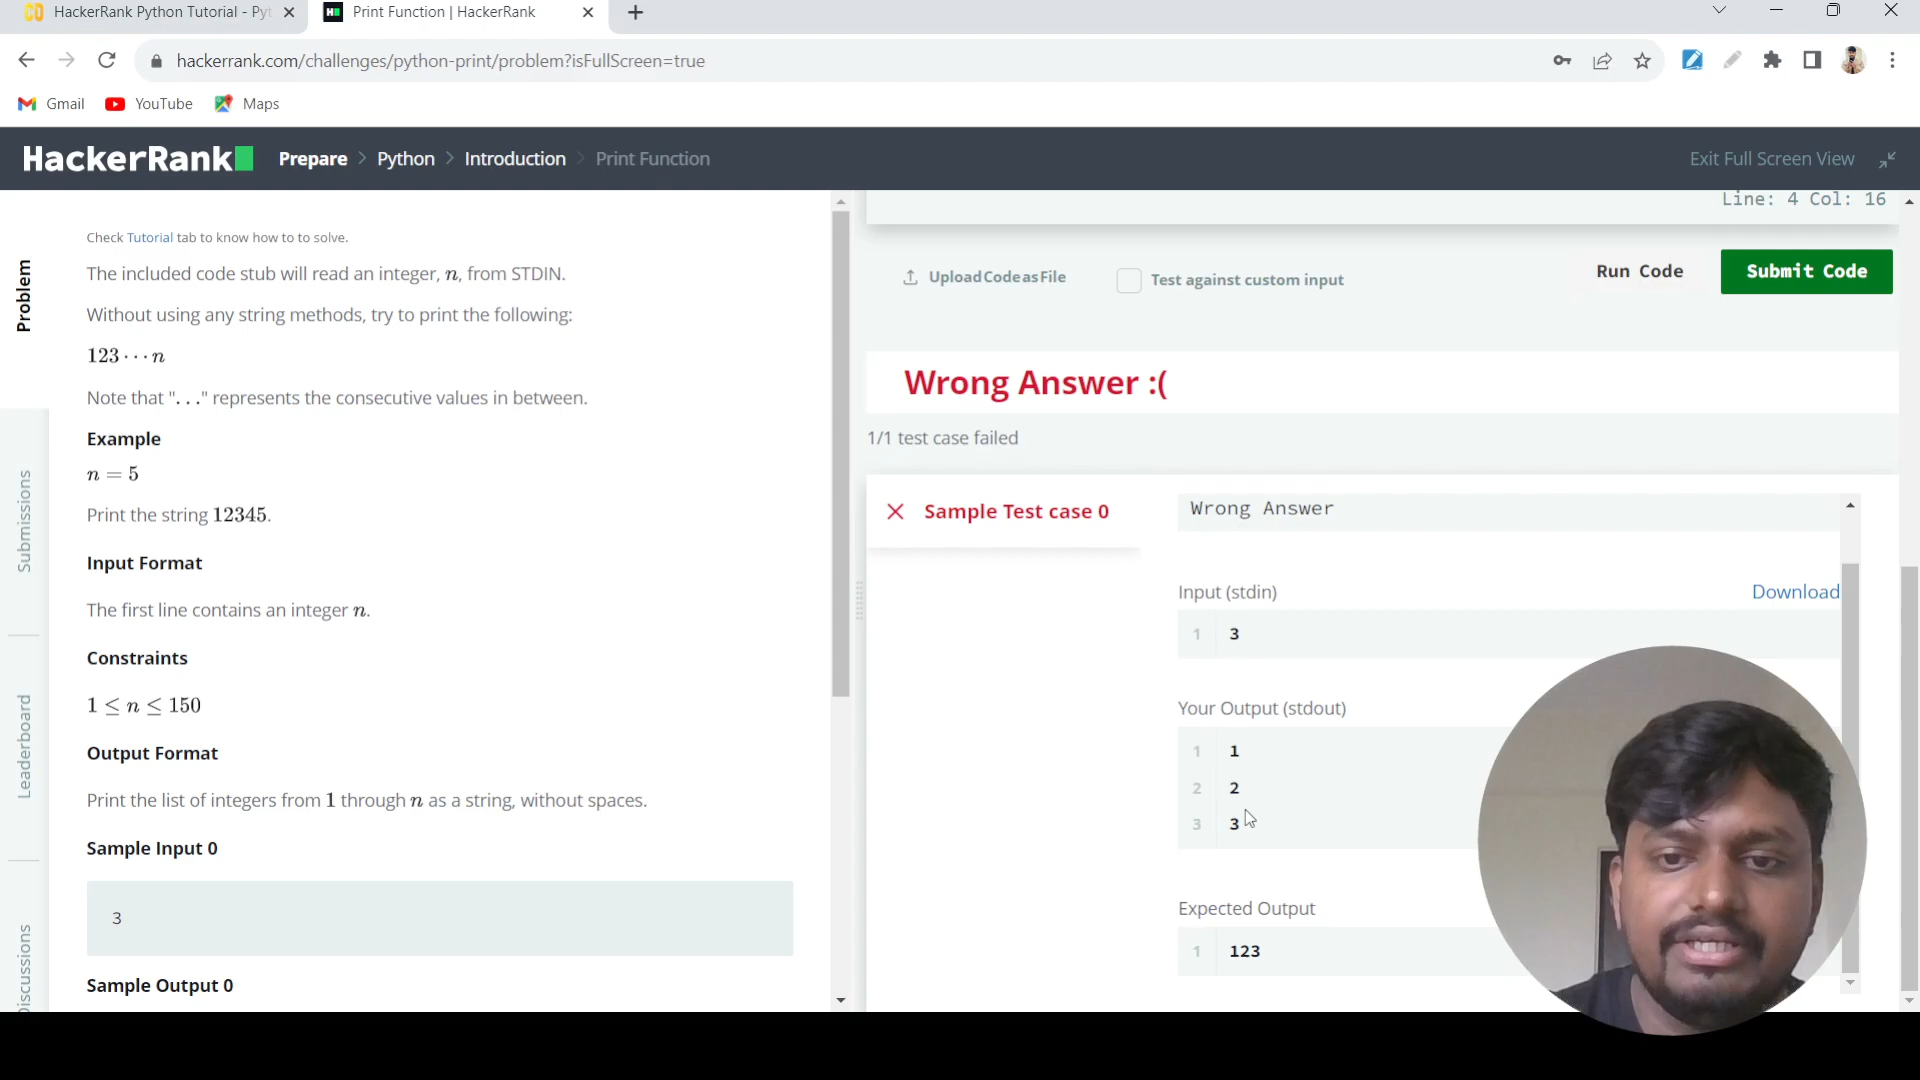 HackerRank Python Tutorial - Pyt
Print Function | HackerRank
hackerrank.com/challenges/python-print/problem?isFullScreen=true
Gmail
YouTube
Maps
HackerRank
Prepare > Python > Introduction > Print Function
Exit Full Screen View
Problem
Submissions
Leaderboard
Discussions
Check Tutorial tab to know how to to solve.
The included code stub will read an integer, n, from STDIN.
Without using any string methods, try to print the following:
123 · · · n
Note that ". . ." represents the consecutive values in between.
Example
n = 5
Print the string 12345.
Input Format
The first line contains an integer n.
Constraints
1 ≤ n ≤ 150
Output Format
Print the list of integers from 1 through n as a string, without spaces.
Sample Input 0
3
Sample Output 0
Line: 4 Col: 16
Upload Code as File
Test against custom input
Run Code
Submit Code
Wrong Answer :(
1/1 test case failed
Sample Test case 0
Wrong Answer
Input (stdin)
Download
1 3
Your Output (stdout)
1 1
2 2
3 3
Expected Output
1 123